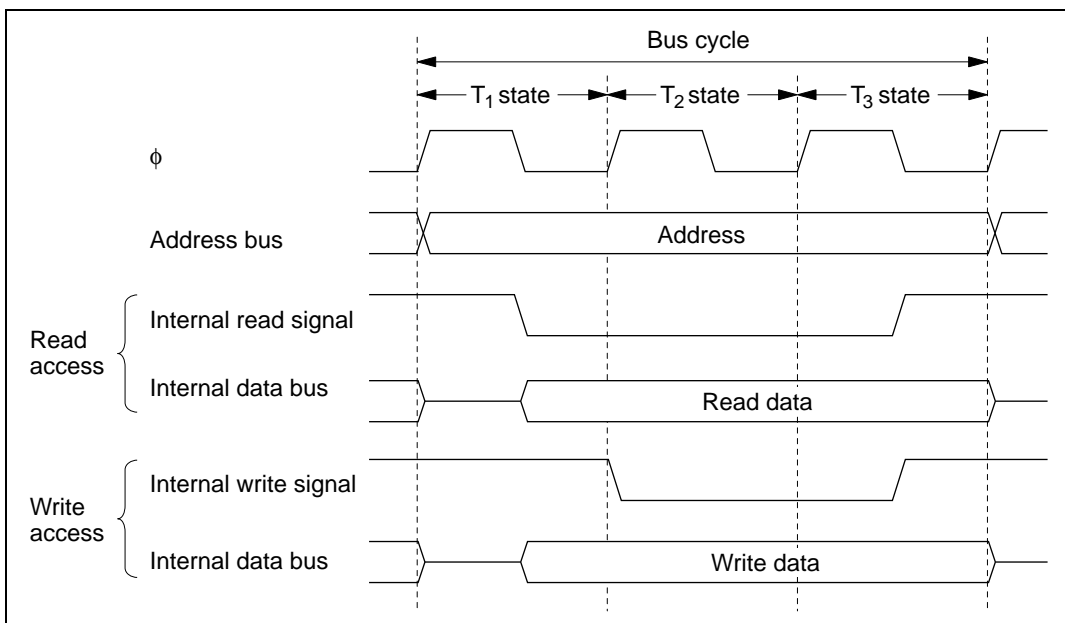 Bus cycle
T₁ state
T₂ state
T₃ state
ϕ
Address bus
Address
Read
access
Internal read signal
Internal data bus
Read data
Write
access
Internal write signal
Internal data bus
Write data